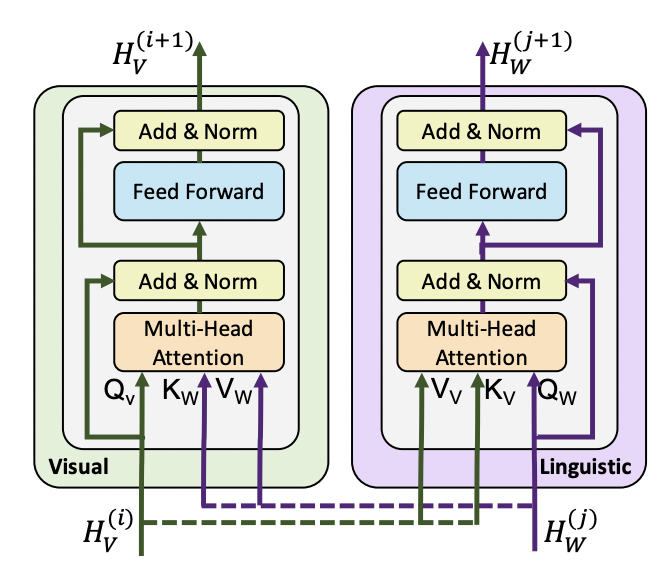 H_V^{(i+1)}
H_W^{(j+1)}
Add & Norm
Feed Forward
Add & Norm
Multi-Head
Attention
Q_v K_W V_W
Visual
H_V^{(i)}
Add & Norm
Feed Forward
Add & Norm
Multi-Head
Attention
V_V K_V Q_W
Linguistic
H_W^{(j)}